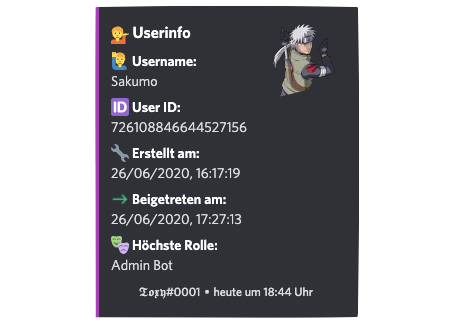 💁 Userinfo
🙋‍♂️ Username:
Sakumo
🆔 User ID:
726108846644527156
🔧 Erstellt am:
26/06/2020, 16:17:19
→ Beigetreten am:
26/06/2020, 17:27:13
🎭 Höchste Rolle:
Admin Bot
𝕿𝖔𝖝𝖞#0001 • heute um 18:44 Uhr